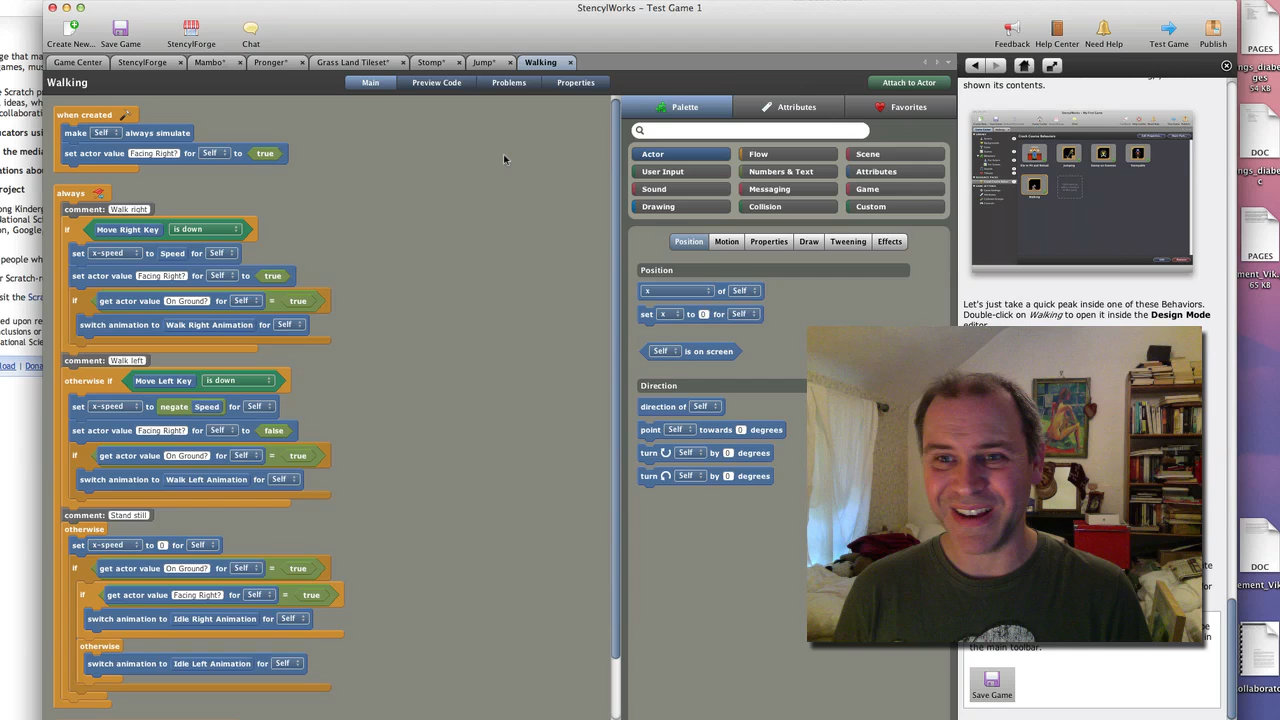 StencylWorks - Test Game 1
Create New... Save Game StencylForge Chat Feedback Help Center Need Help Test Game Publish
Game Center StencylForge × Mambo* × Pronger* × Grass Land Tileset* × Stomp* × Jump* × Walking ×
Walking Main Preview Code Problems Properties Attach to Actor
when created
make Self always simulate
set actor value Facing Right? for Self to true
always
comment: Walk right
if Move Right Key is down
set x-speed to Speed for Self
set actor value Facing Right? for Self to true
if get actor value On Ground? for Self = true
switch animation to Walk Right Animation for Self
comment: Walk left
otherwise if Move Left Key is down
set x-speed to negate Speed for Self
set actor value Facing Right? for Self to false
if get actor value On Ground? for Self = true
switch animation to Walk Left Animation for Self
comment: Stand still
otherwise
set x-speed to 0 for Self
if get actor value On Ground? for Self = true
if get actor value Facing Right? for Self = true
switch animation to Idle Right Animation for Self
otherwise
switch animation to Idle Left Animation for Self
Palette Attributes Favorites
Actor Flow Scene
User Input Numbers & Text Attributes
Sound Messaging Game
Drawing Collision Custom
Position Motion Properties Draw Tweening Effects
Position
x of Self
set x to 0 for Self
Self is on screen
Direction
direction of Self
point Self towards 0 degrees
turn Self by 0 degrees
turn Self by 0 degrees
shown its contents.
Let's just take a quick peak inside one of these Behaviors.
Double-click on Walking to open it inside the Design Mode
the main toolbar.
Save Game
PAGES
54 KB
DOC
PAGES
65 KB
DOC